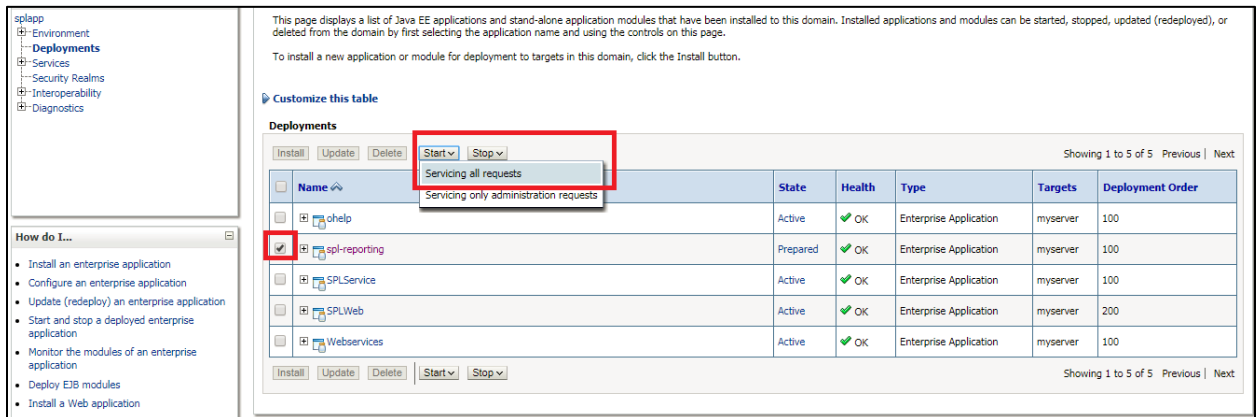 splapp
Environment
Deployments
Services
Security Realms
Interoperability
Diagnostics
How do I...
Install an enterprise application
Configure an enterprise application
Update (redeploy) an enterprise application
Start and stop a deployed enterprise
application
Monitor the modules of an enterprise
application
Deploy EJB modules
Install a Web application
This page displays a list of Java EE applications and stand-alone application modules that have been installed to this domain. Installed applications and modules can be started, stopped, updated (redeployed), or
deleted from the domain by first selecting the application name and using the controls on this page.
To install a new application or module for deployment to targets in this domain, click the Install button.
Customize this table
Deployments
Install Update Delete Start Stop Showing 1 to 5 of 5 Previous | Next
Servicing all requests
Servicing only administration requests
Name State Health Type Targets Deployment Order
ohelp Active OK Enterprise Application myserver 100
spl-reporting Prepared OK Enterprise Application myserver 100
SPLService Active OK Enterprise Application myserver 100
SPLWeb Active OK Enterprise Application myserver 200
Webservices Active OK Enterprise Application myserver 100
Install Update Delete Start Stop Showing 1 to 5 of 5 Previous | Next